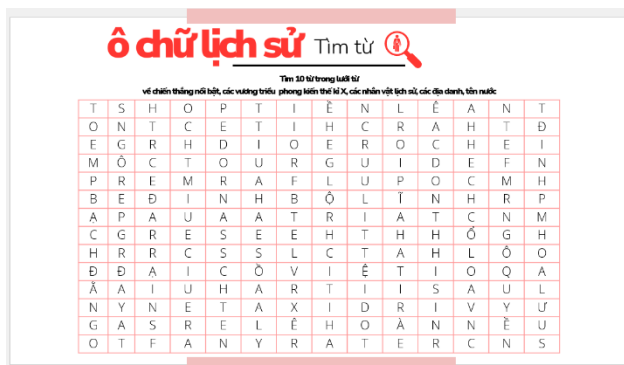 ô chữ lịch sử Tìm từ
Tìm 10 từ trong lưới từ
về chiến thắng nổi bật, các vương triều phong kiến thế kỉ X, các nhân vật lịch sử, các địa danh, tên nước
T S H O P T I Ề N L Ê A N T
O N T C E T I H C R A H T Đ
E G R H D I O E R O C H E I
M Ô C T O U R G U I D E F N
P R E M R A F L U P O C M H
B E Đ I N H B Ộ L Ĩ N H R P
Ạ P A U A A T R I A T C N M
C G R E S E E H T H H Ổ G H
H R R C S S L C T A H L Ô O
Đ Đ Ạ I C Ồ V I Ệ T I O Q A
Ằ A I U H A R T I I S A U L
N Y N E T A X I D R I V Y Ư
G A S R E L Ê H O À N N Ề U
O T F A N Y R A T E R C N S